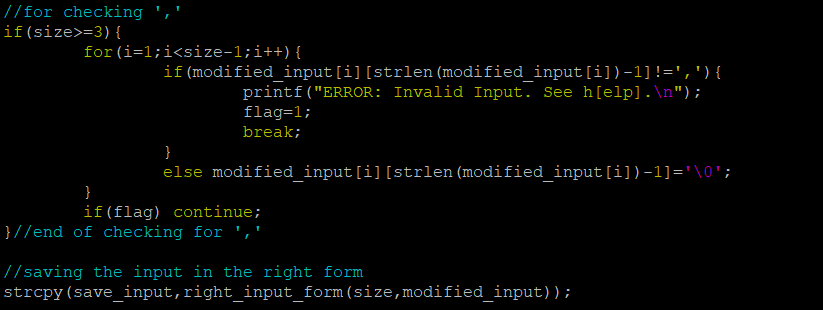 //for checking ','
if(size>=3){
        for(i=1;i<size-1;i++){
                if(modified_input[i][strlen(modified_input[i])-1]!=','){
                        printf("ERROR: Invalid Input. See h[elp].\n");
                        flag=1;
                        break;
                }
                else modified_input[i][strlen(modified_input[i])-1]='\0';
        }
        if(flag) continue;
}//end of checking for ','

//saving the input in the right form
strcpy(save_input,right_input_form(size,modified_input));